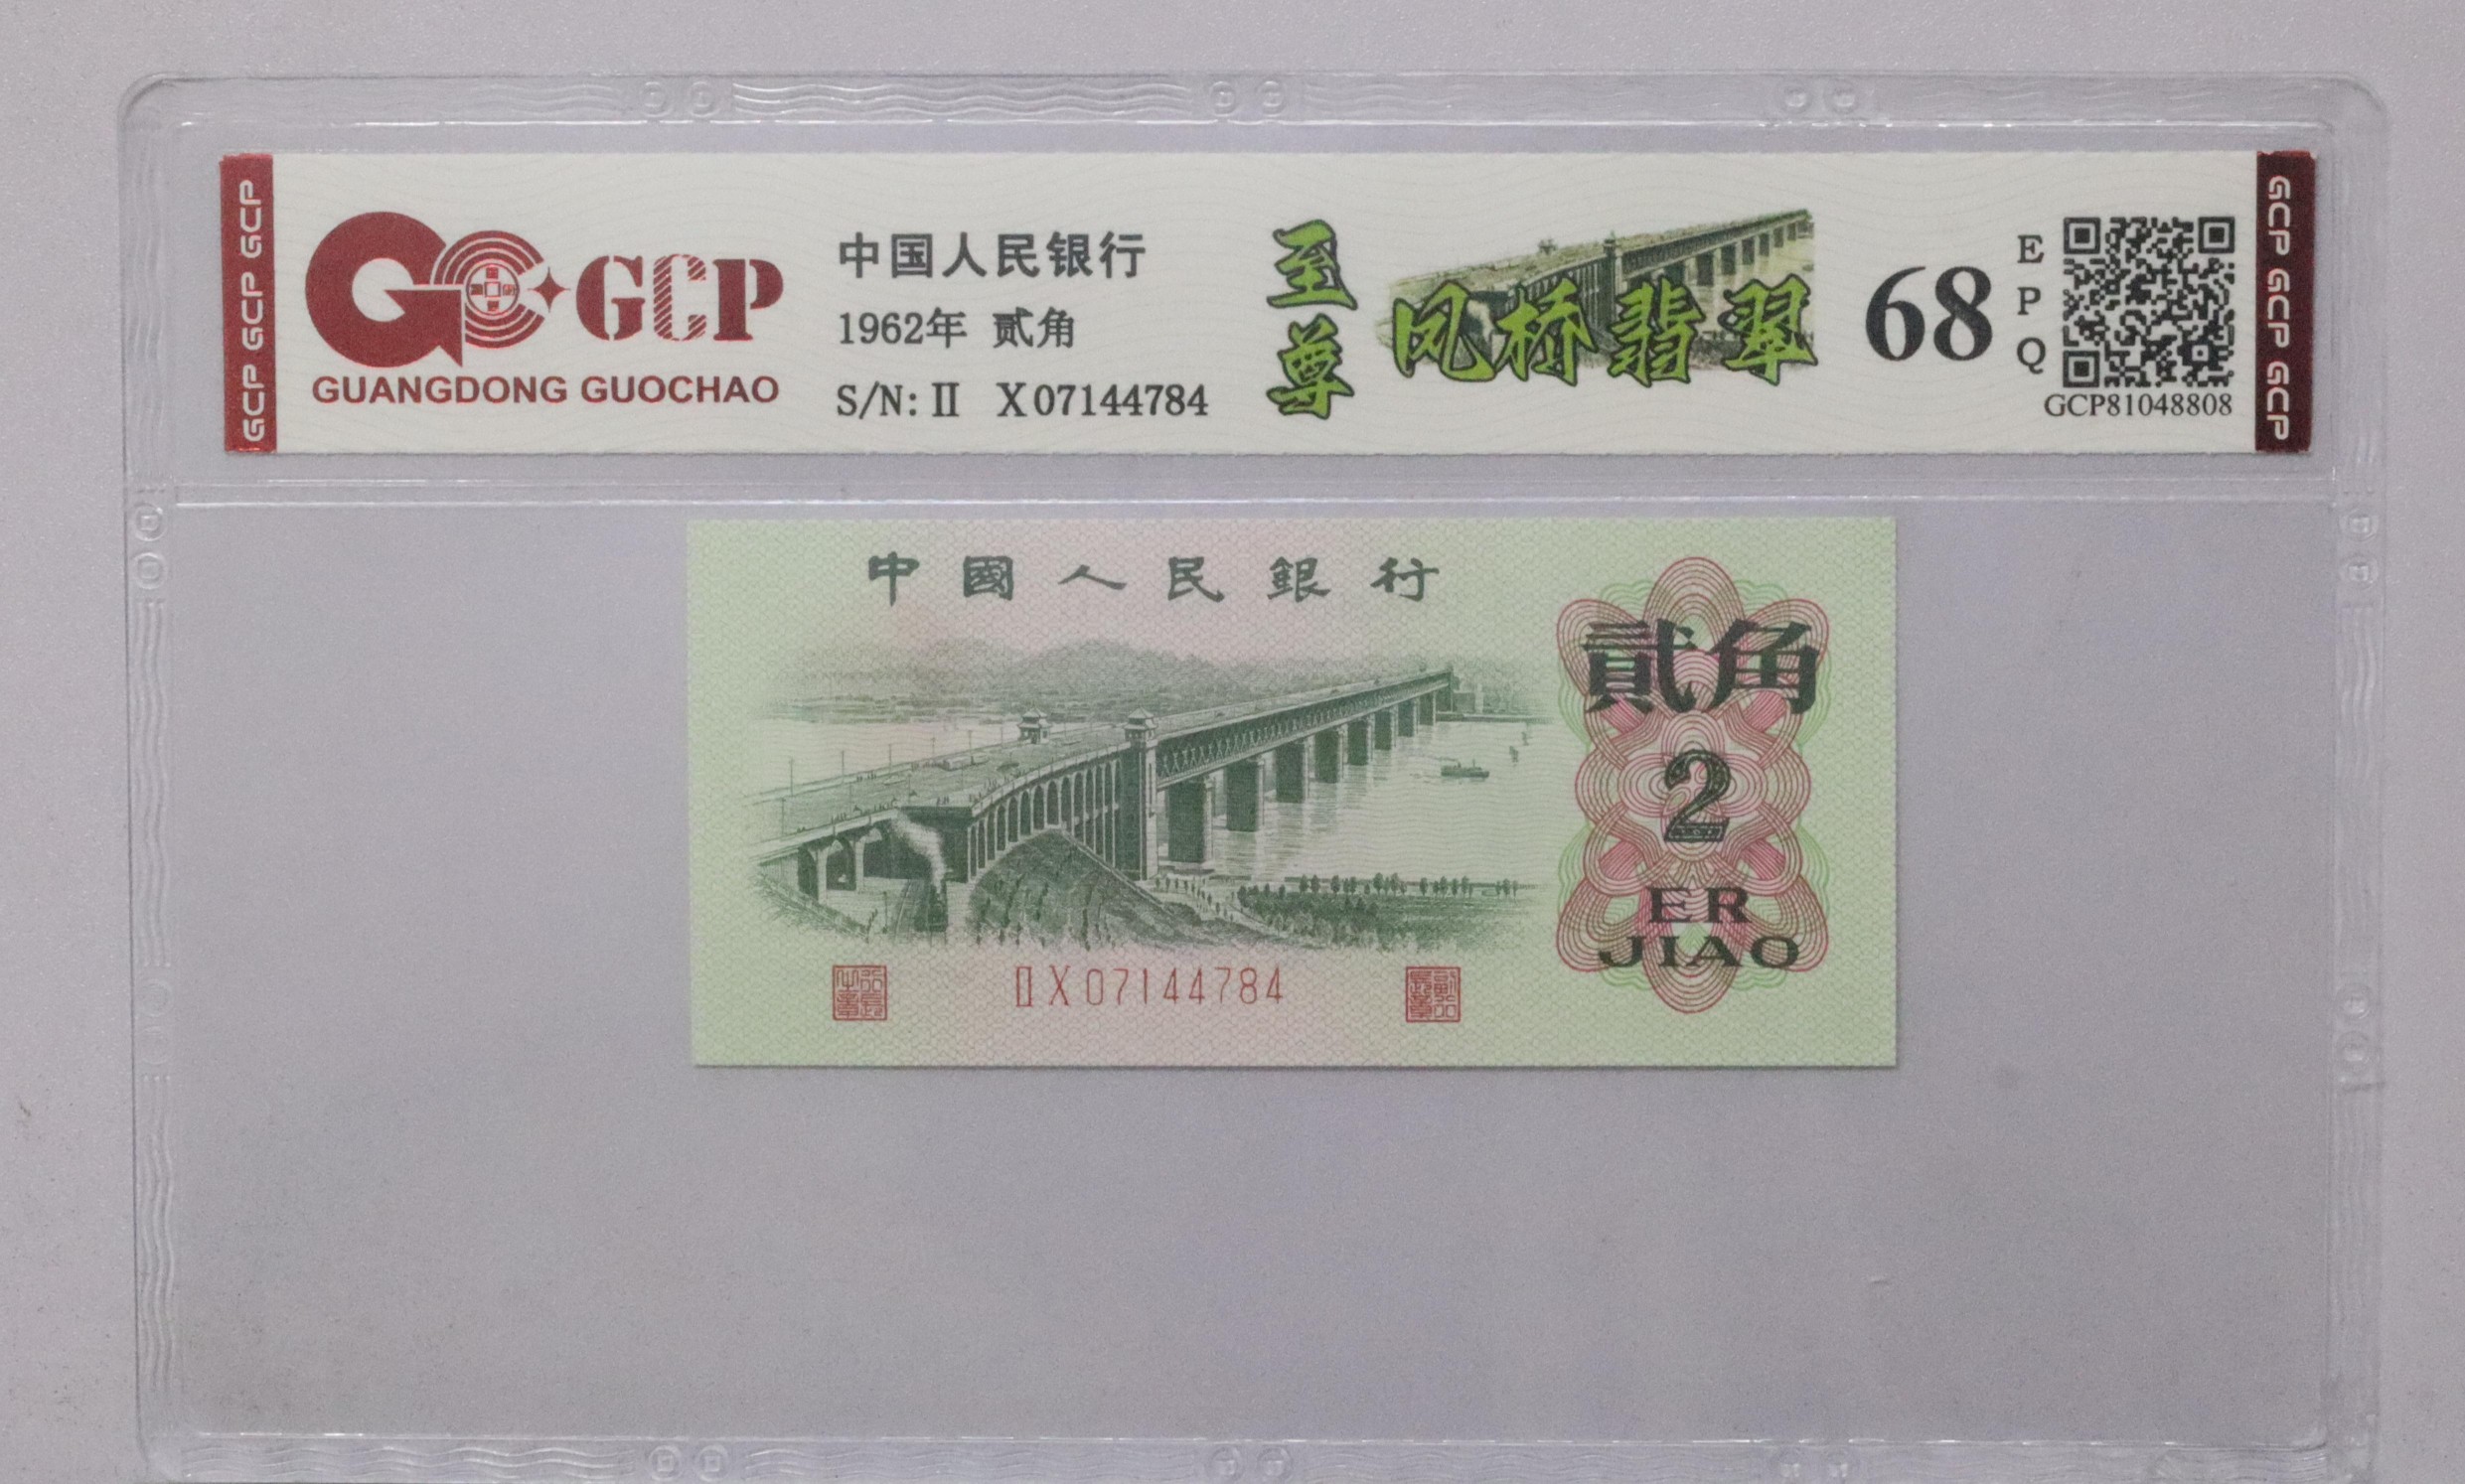 GCP GCP GCP
GCP
GUANGDONG GUOCHAO
中国人民银行
1962年 贰角
S/N: II X07144784
至尊
凤桥翡翠
68
EPQ
GCP81048808
GCP GCP GCP
中國人民銀行
貳角
2
ER
JIAO
II X 07144784